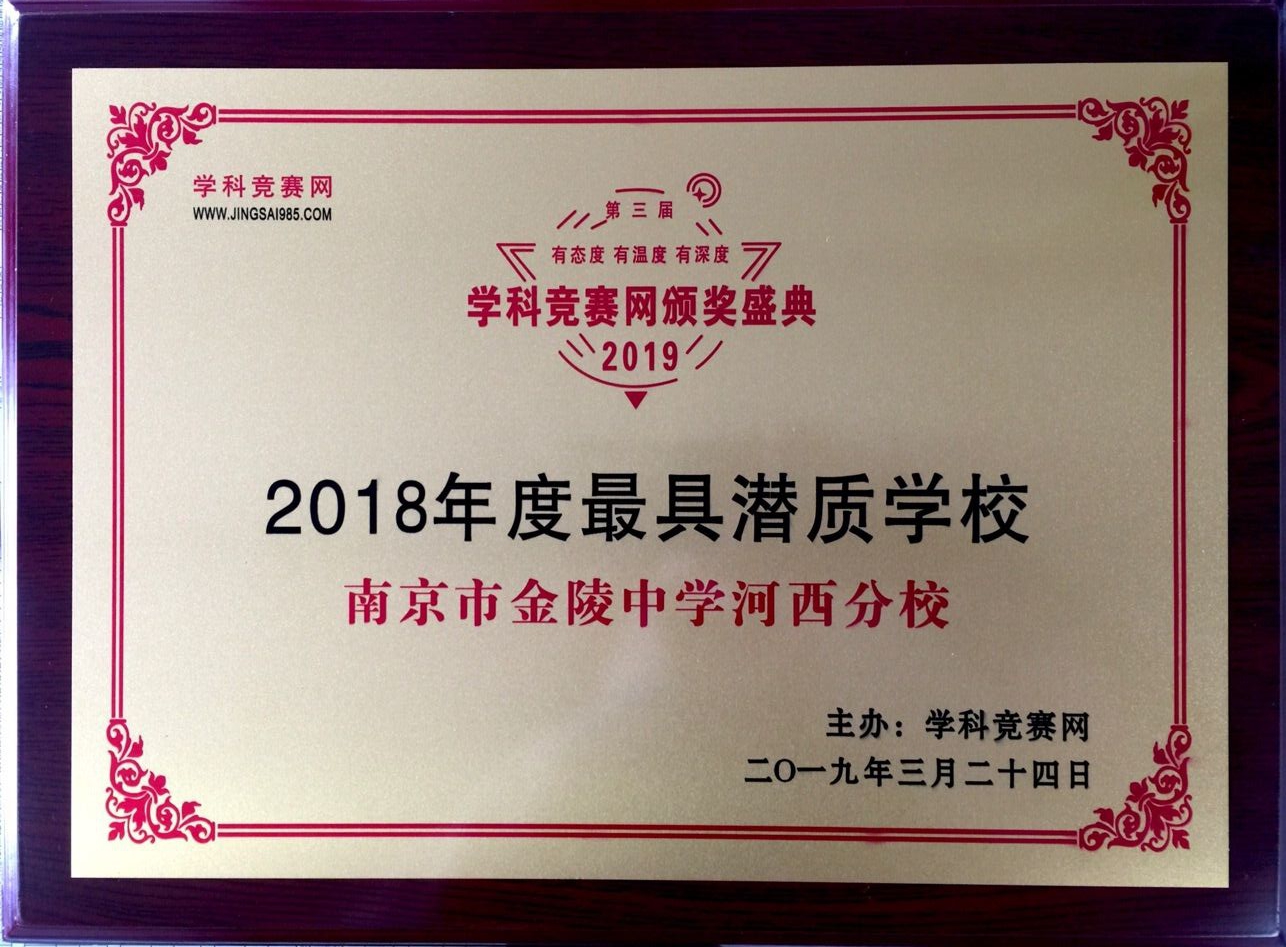 学科竞赛网
WWW.JINGSAI985.COM
第三届
有态度 有温度 有深度
学科竞赛网颁奖盛典
2019
2018年度最具潜质学校
南京市金陵中学河西分校
主办：学科竞赛网
二〇一九年三月二十四日